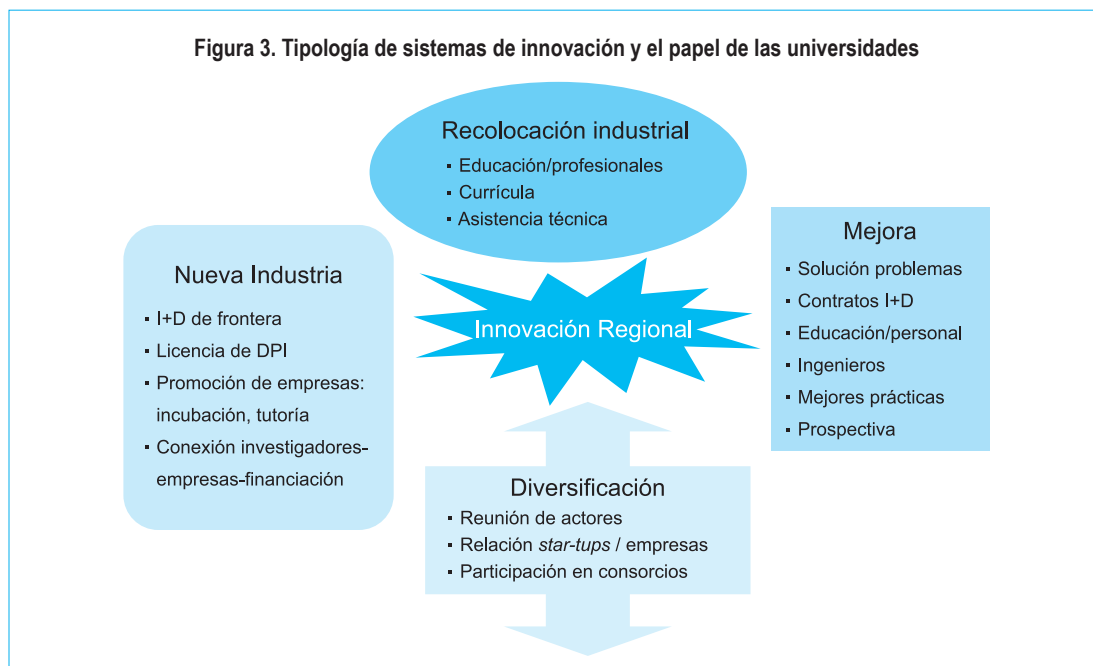 Figura 3. Tipología de sistemas de innovación y el papel de las universidades
Recolocación industrial
▪ Educación/profesionales
▪ Currícula
▪ Asistencia técnica
Nueva Industria
▪ I+D de frontera
▪ Licencia de DPI
▪ Promoción de empresas:
incubación, tutoría
▪ Conexión investigadores-
empresas-financiación
Innovación Regional
Mejora
▪ Solución problemas
▪ Contratos I+D
▪ Educación/personal
▪ Ingenieros
▪ Mejores prácticas
▪ Prospectiva
Diversificación
▪ Reunión de actores
▪ Relación star-tups / empresas
▪ Participación en consorcios